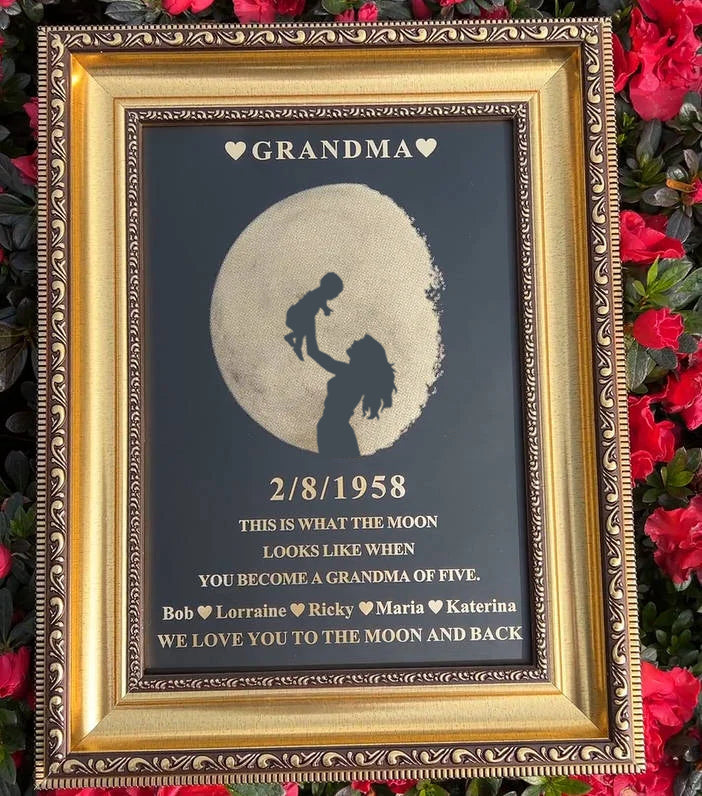 ♥GRANDMA♥
2/8/1958
THIS IS WHAT THE MOON
LOOKS LIKE WHEN
YOU BECOME A GRANDMA OF FIVE.
Bob ♥ Lorraine ♥ Ricky ♥ Maria ♥ Katerina
WE LOVE YOU TO THE MOON AND BACK